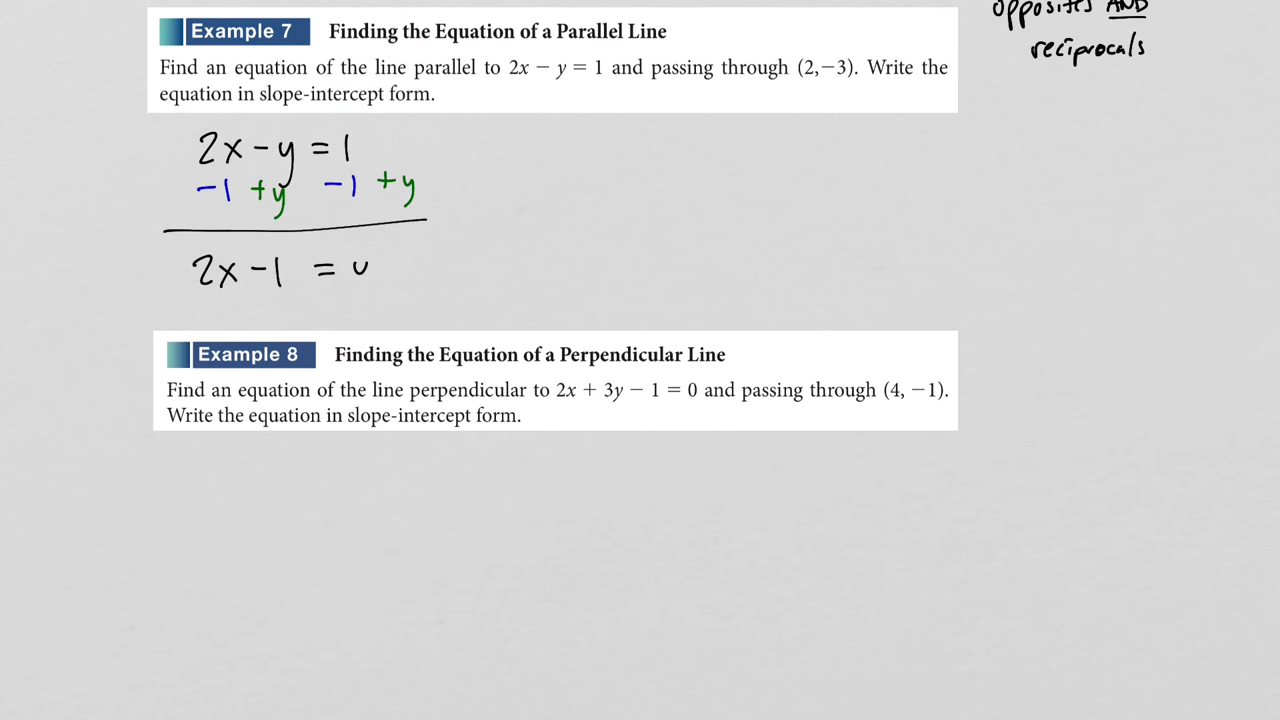 opposites AND
reciprocals
Example 7 Finding the Equation of a Parallel Line
Find an equation of the line parallel to 2x − y = 1 and passing through (2,−3). Write the
equation in slope-intercept form.
2x − y = 1
−1 +y −1 +y
2x −1 =
Example 8 Finding the Equation of a Perpendicular Line
Find an equation of the line perpendicular to 2x + 3y − 1 = 0 and passing through (4, −1).
Write the equation in slope-intercept form.